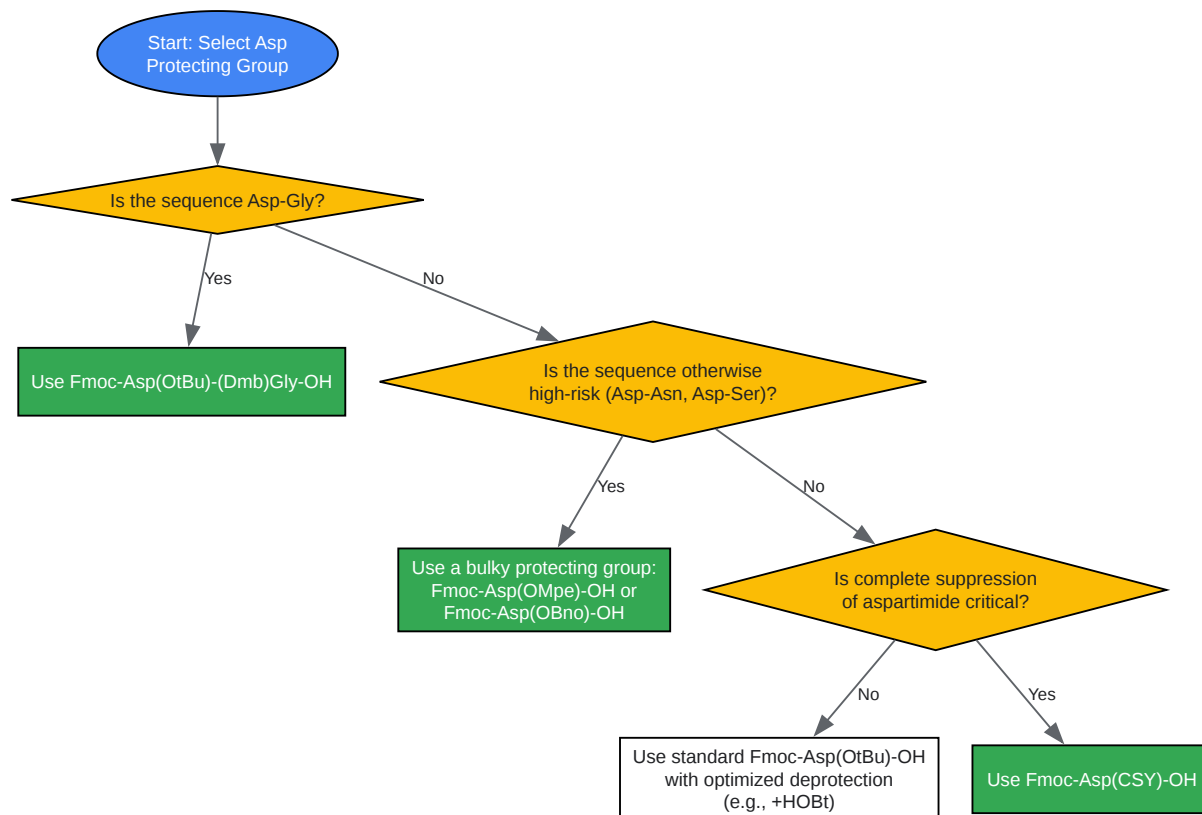 Start: Select Asp
Protecting Group
Is the sequence Asp-Gly?
Yes
No
Use Fmoc-Asp(OtBu)-(Dmb)Gly-OH
Is the sequence otherwise
high-risk (Asp-Asn, Asp-Ser)?
Yes
No
Use a bulky protecting group:
Fmoc-Asp(OMpe)-OH or
Fmoc-Asp(OBno)-OH
Is complete suppression
of aspartimide critical?
No
Yes
Use standard Fmoc-Asp(OtBu)-OH
with optimized deprotection
(e.g., +HOBt)
Use Fmoc-Asp(CSY)-OH